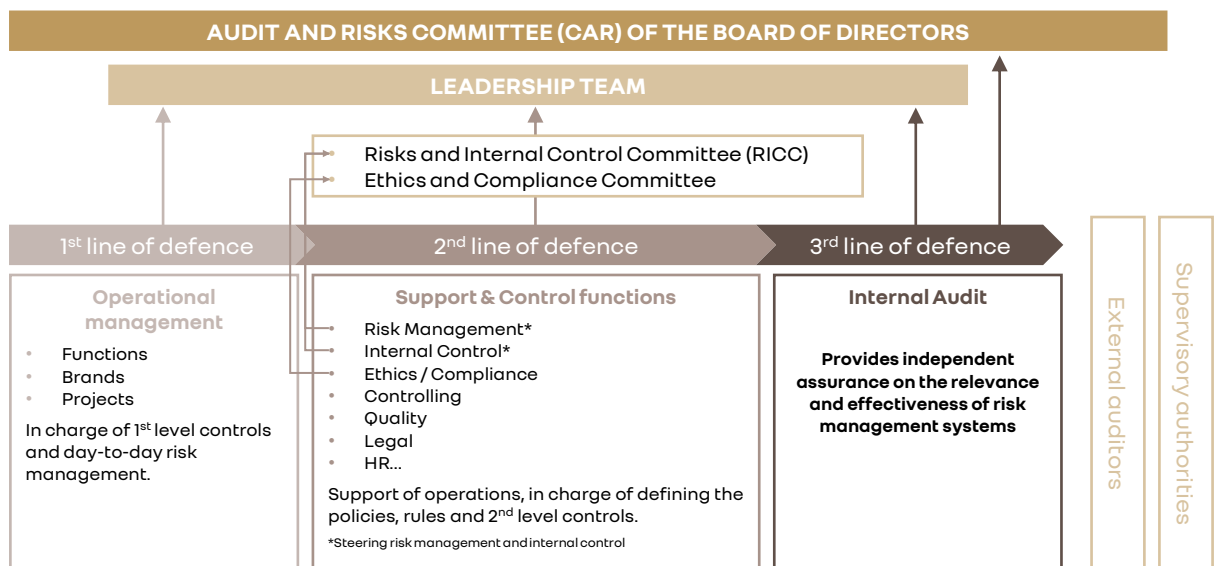 AUDIT AND RISKS COMMITTEE (CAR) OF THE BOARD OF DIRECTORS
LEADERSHIP TEAM
• Risks and Internal Control Committee (RICC)
• Ethics and Compliance Committee
1st line of defence
2nd line of defence
3rd line of defence
Operational
management
• Functions
• Brands
• Projects
In charge of 1st level controls
and day-to-day risk
management.
Support & Control functions
• Risk Management*
• Internal Control*
• Ethics / Compliance
• Controlling
• Quality
• Legal
• HR...
Support of operations, in charge of defining the
policies, rules and 2nd level controls.
*Steering risk management and internal control
Internal Audit
Provides independent
assurance on the relevance
and effectiveness of risk
management systems
External auditors
Supervisory authorities